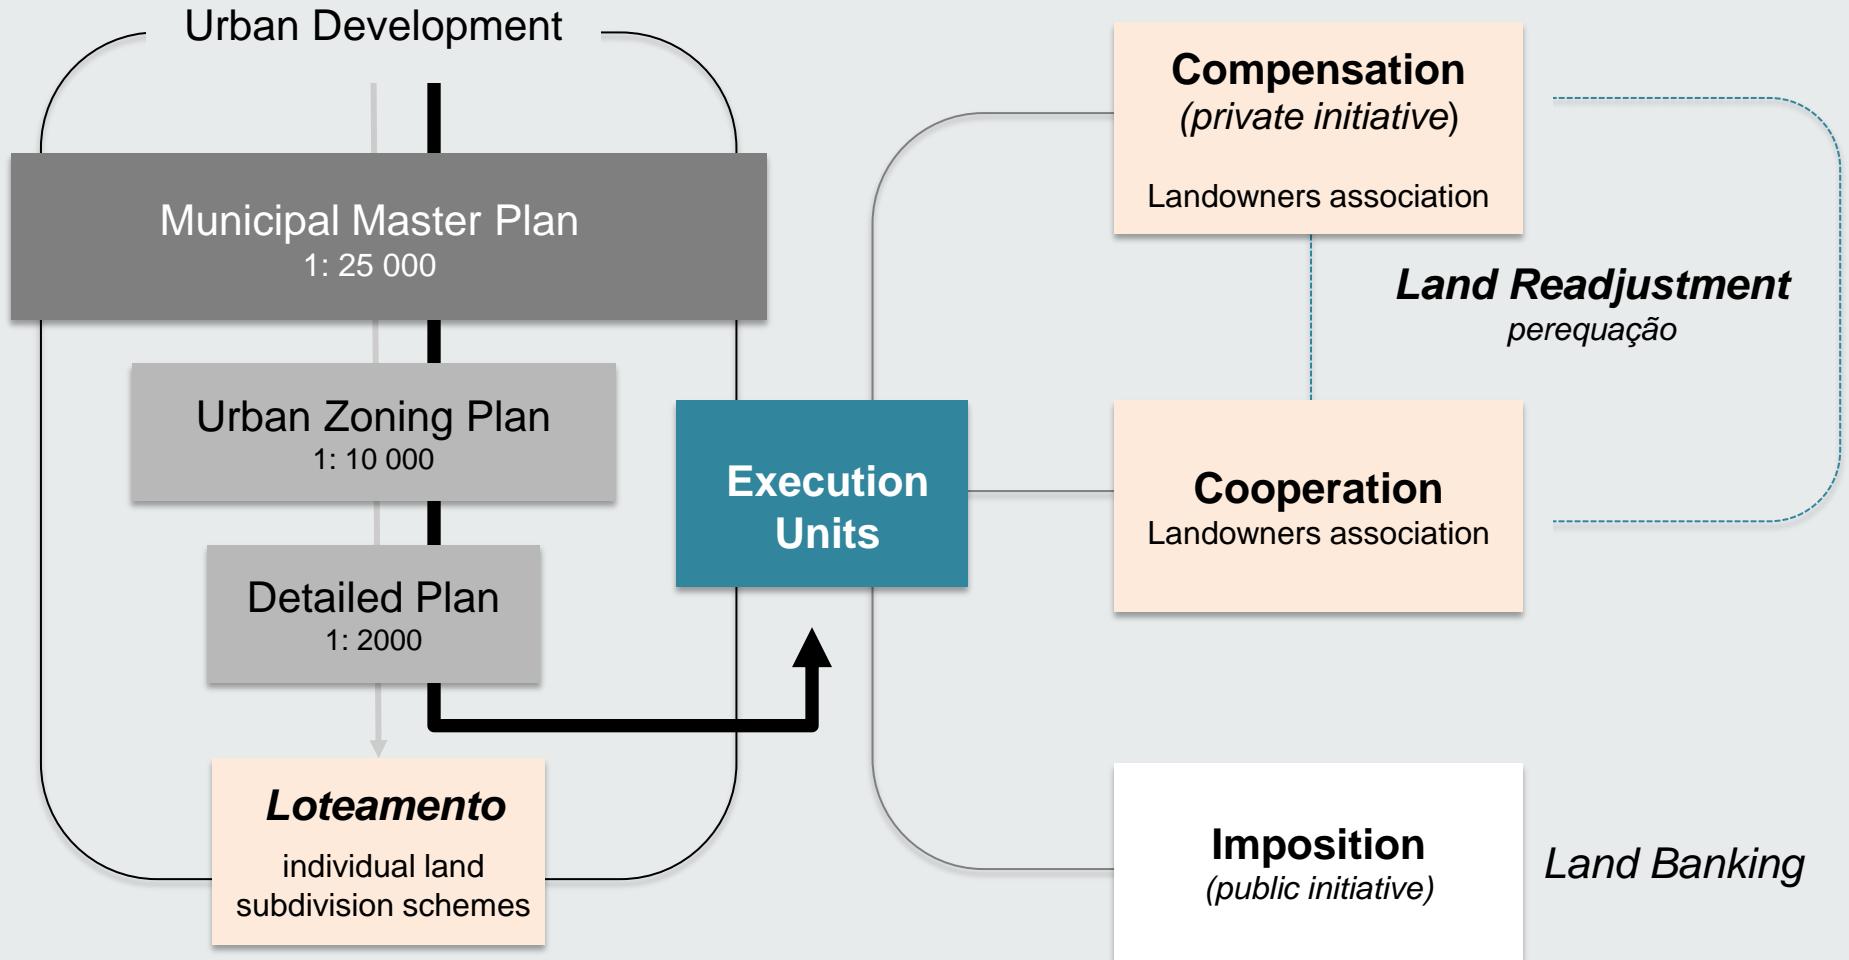 Urban Development
Municipal Master Plan
1: 25 000
Urban Zoning Plan
1: 10 000
Detailed Plan
1: 2000
Loteamento
individual land
subdivision schemes
Execution
Units
Compensation
(private initiative)
Landowners association
Land Readjustment
perequação
Cooperation
Landowners association
Imposition
(public initiative)
Land Banking